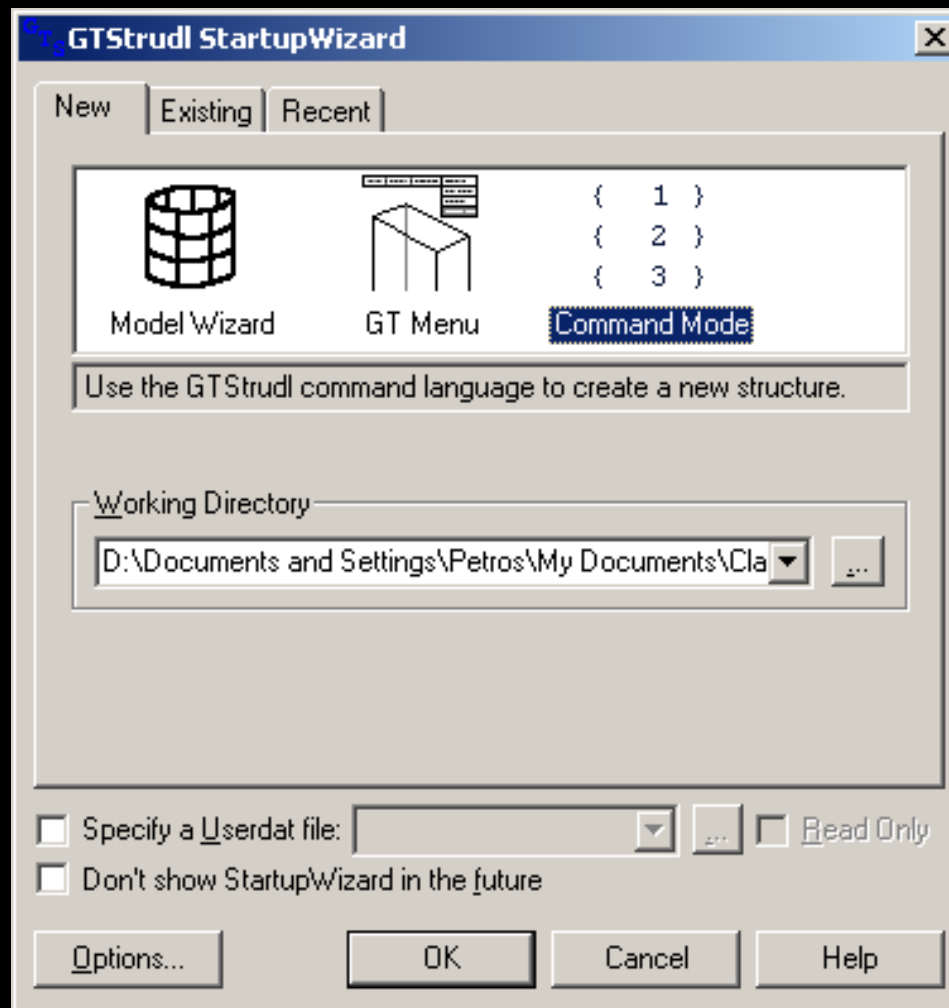 GTS GTStrudl StartupWizard
New Existing Recent
{ 1 }
{ 2 }
{ 3 }
Model Wizard GT Menu Command Mode
Use the GTStrudl command language to create a new structure.
Working Directory
D:\Documents and Settings\Petros\My Documents\Cla ...
Specify a Userdat file: ... Read Only
Don't show StartupWizard in the future
Options... OK Cancel Help